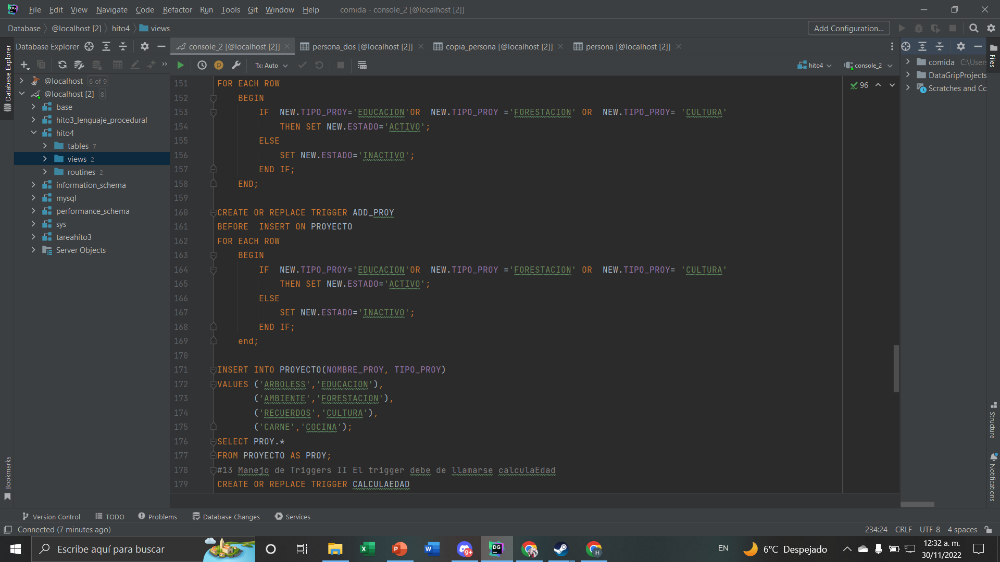 DG File Edit View Navigate Code Refactor Run Tools Git Window Help comida - console_2 [@localhost [2]]
Database @localhost [2] hito4 views Add Configuration...
Database Explorer console_2 [@localhost [2]] persona_dos [@localhost [2]] copia_persona [@localhost [2]] persona [@localhost [2]]
Tx: Auto hito4 console_2
Database Explorer
Bookmarks
@localhost 6 of 9
@localhost [2] 8
base
hito3_lenguaje_procedural
hito4
tables 7
views 2
routines 2
information_schema
mysql
performance_schema
sys
tareahito3
Server Objects
96
151 FOR EACH ROW
152 BEGIN
153 IF NEW.TIPO_PROY='EDUCACION'OR NEW.TIPO_PROY ='FORESTACION' OR NEW.TIPO_PROY= 'CULTURA'
154 THEN SET NEW.ESTADO='ACTIVO';
155 ELSE
156 SET NEW.ESTADO='INACTIVO';
157 END IF;
158 END;
159
160 CREATE OR REPLACE TRIGGER ADD_PROY
161 BEFORE INSERT ON PROYECTO
162 FOR EACH ROW
163 BEGIN
164 IF NEW.TIPO_PROY='EDUCACION'OR NEW.TIPO_PROY ='FORESTACION' OR NEW.TIPO_PROY= 'CULTURA'
165 THEN SET NEW.ESTADO='ACTIVO';
166 ELSE
167 SET NEW.ESTADO='INACTIVO';
168 END IF;
169 end;
170
171 INSERT INTO PROYECTO(NOMBRE_PROY, TIPO_PROY)
172 VALUES ('ARBOLESS','EDUCACION'),
173 ('AMBIENTE','FORESTACION'),
174 ('RECUERDOS','CULTURA'),
175 ('CARNE','COCINA');
176 SELECT PROY.*
177 FROM PROYECTO AS PROY;
178 #13 Manejo de Triggers II El trigger debe de llamarse calculaEdad
179 CREATE OR REPLACE TRIGGER CALCULAEDAD
comida C:\Users
DataGripProjects
Scratches and Co
Files
Structure
Notifications
Version Control TODO Problems Database Changes Services
Connected (7 minutes ago) 234:24 CRLF UTF-8 4 spaces
Escribe aquí para buscar 9+ DG H EN 6°C Despejado 12:32 a. m.
30/11/2022